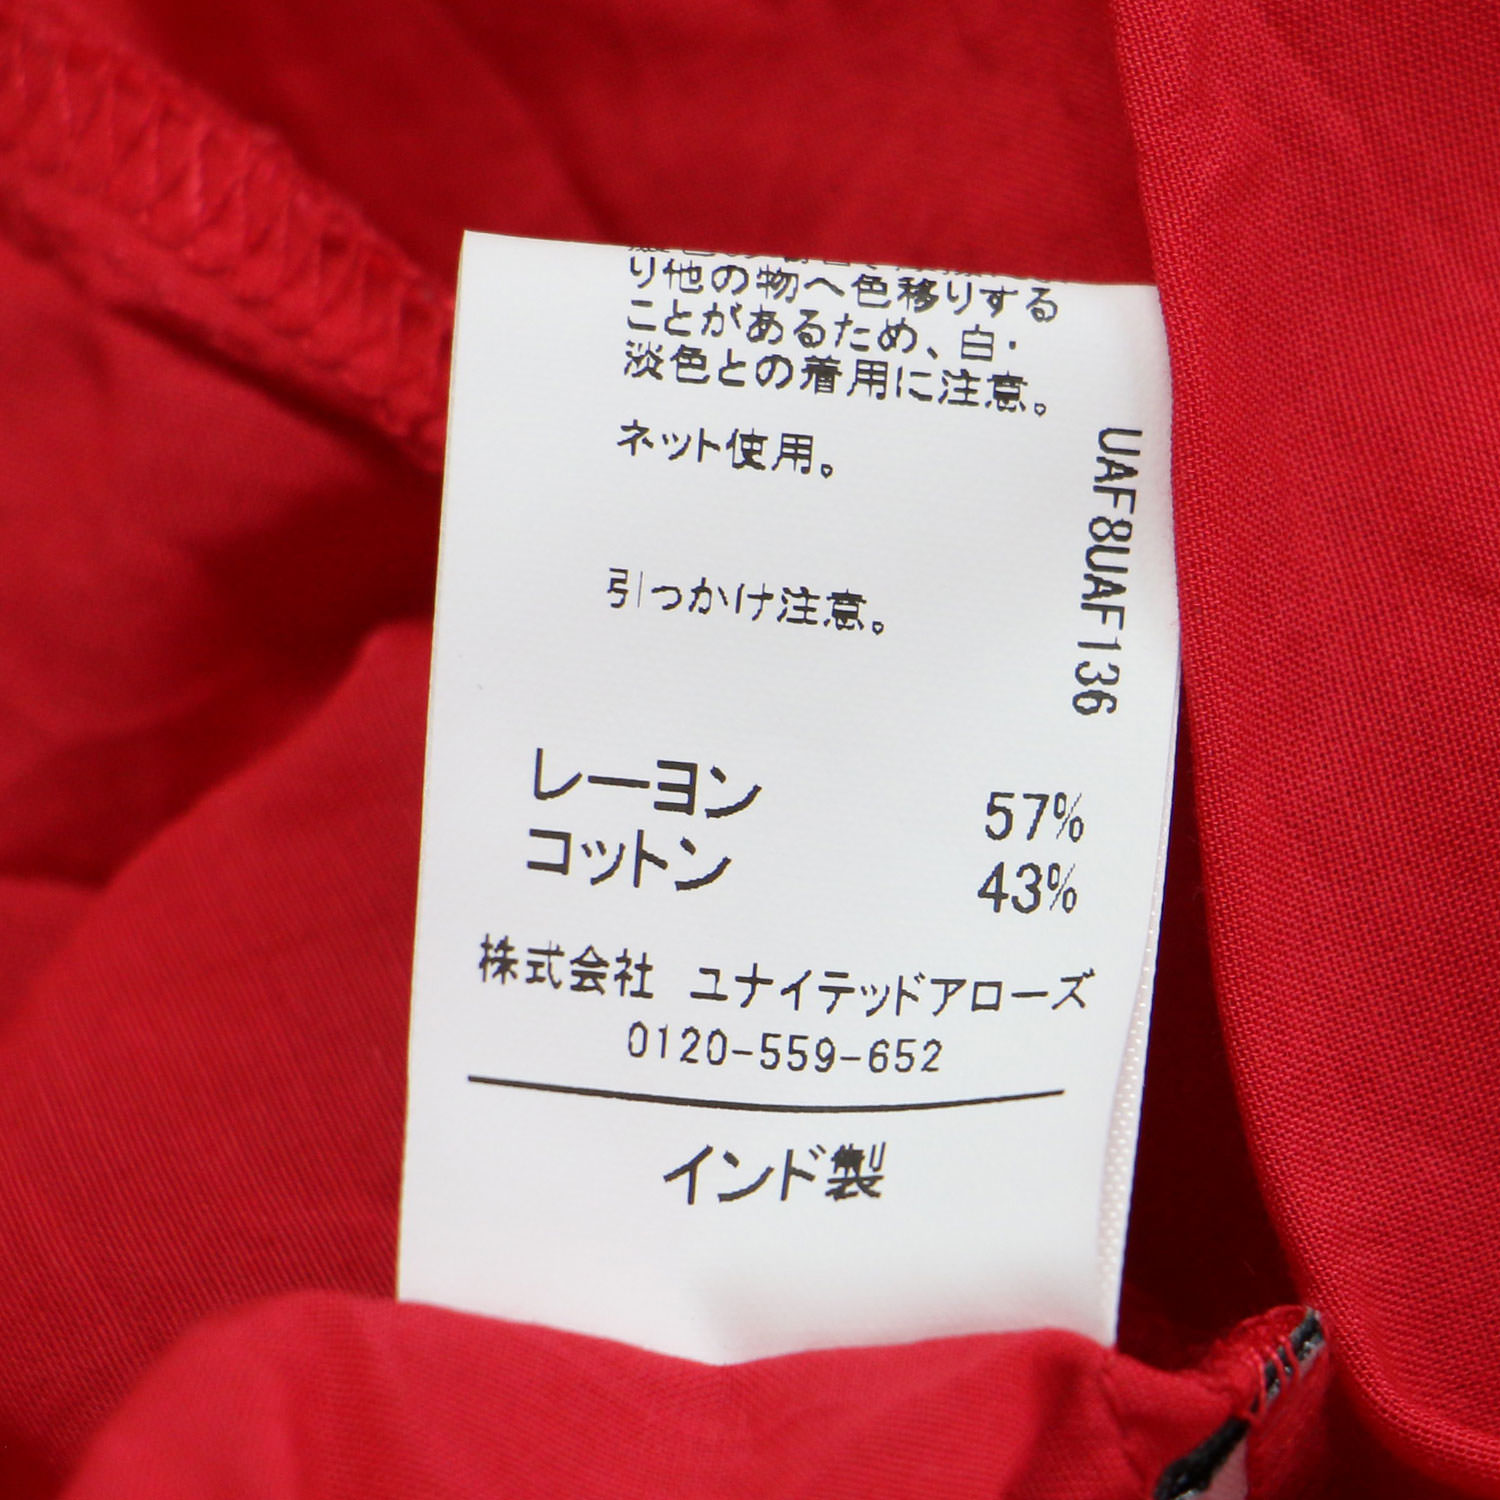 り他の物へ色移りする
ことがあるため、白・
淡色との着用に注意。
ネット使用。
引っかけ注意。
UAF8UAF136
レーヨン 57%
コットン 43%
株式会社 ユナイテッドアローズ
0120-559-652
インド製